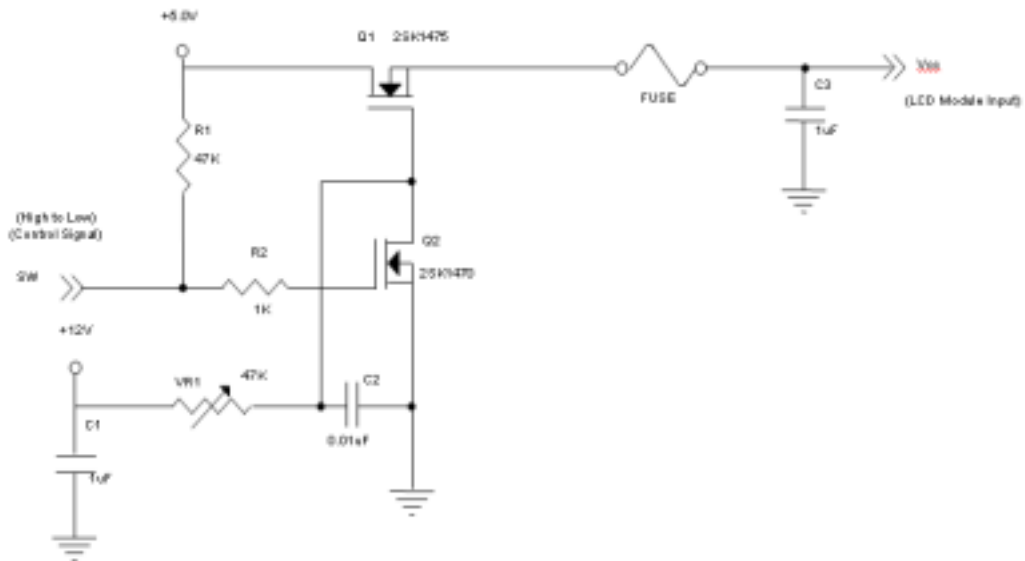 +5.0V
Q1 2SK1475
FUSE
Vcc
(LCD Module Input)
C3
1uF
R1
47K
(High to Low)
(Control Signal)
SW
R2
1K
Q2
2SK1470
+12V
VR1
47K
C2
0.01uF
C1
1uF